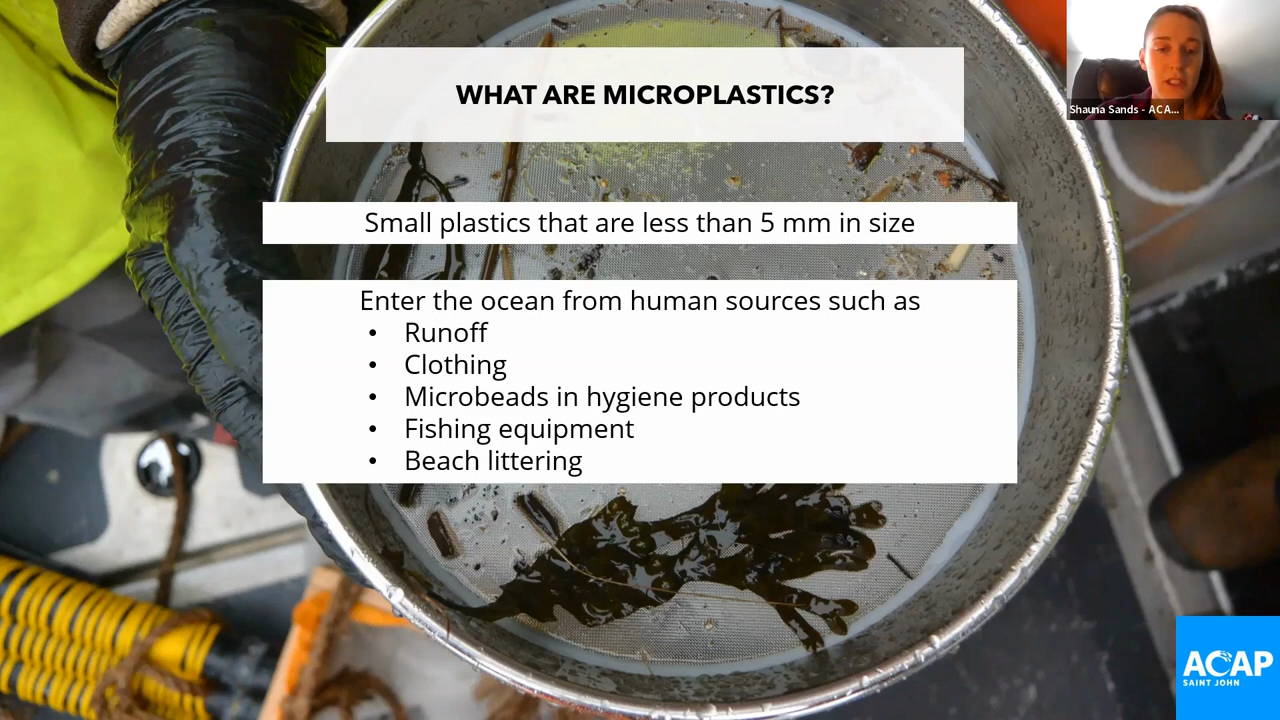 WHAT ARE MICROPLASTICS?
Shauna Sands - ACA...
Small plastics that are less than 5 mm in size
Enter the ocean from human sources such as
• Runoff
• Clothing
• Microbeads in hygiene products
• Fishing equipment
• Beach littering
ACAP
SAINT JOHN